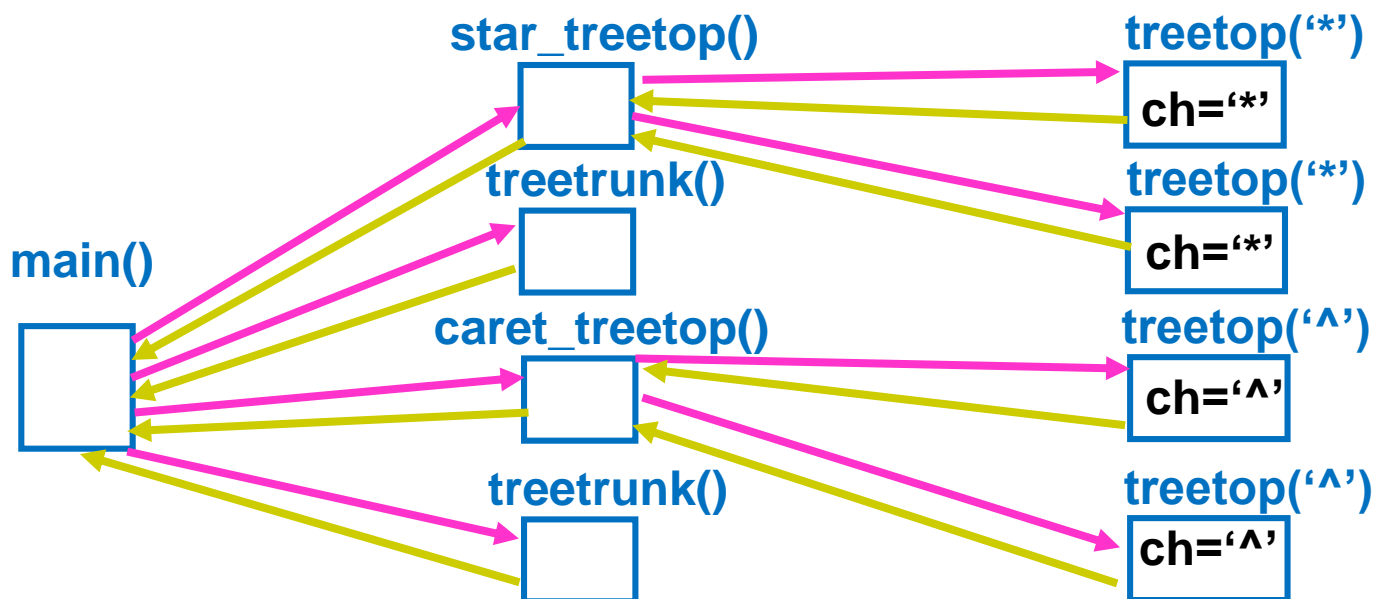 star_treetop()
treetop(‘*’)
ch=‘*’
treetrunk()
treetop(‘*’)
ch=‘*’
main()
caret_treetop()
treetop(‘^’)
ch=‘^’
treetrunk()
treetop(‘^’)
ch=‘^’